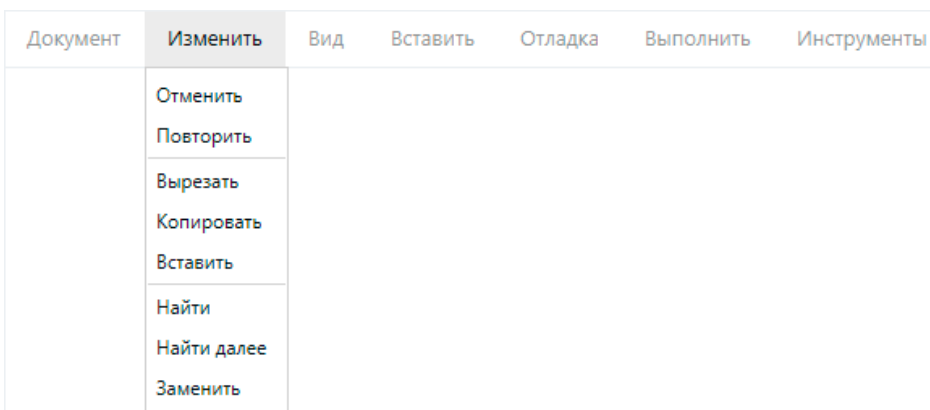 Документ Изменить Вид Вставить Отладка Выполнить Инструменты
Отменить
Повторить
Вырезать
Копировать
Вставить
Найти
Найти далее
Заменить